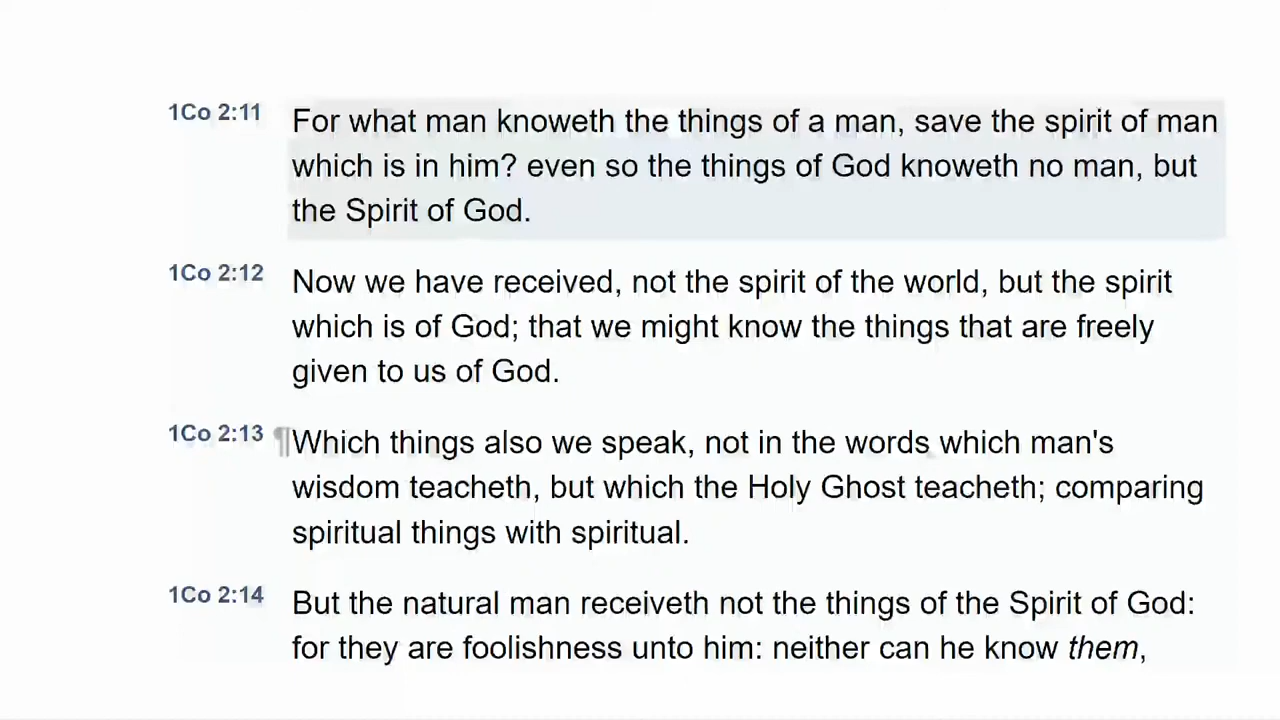 1Co 2:11 For what man knoweth the things of a man, save the spirit of man
which is in him? even so the things of God knoweth no man, but
the Spirit of God.
1Co 2:12 Now we have received, not the spirit of the world, but the spirit
which is of God; that we might know the things that are freely
given to us of God.
1Co 2:13 ¶Which things also we speak, not in the words which man's
wisdom teacheth, but which the Holy Ghost teacheth; comparing
spiritual things with spiritual.
1Co 2:14 But the natural man receiveth not the things of the Spirit of God:
for they are foolishness unto him: neither can he know them,